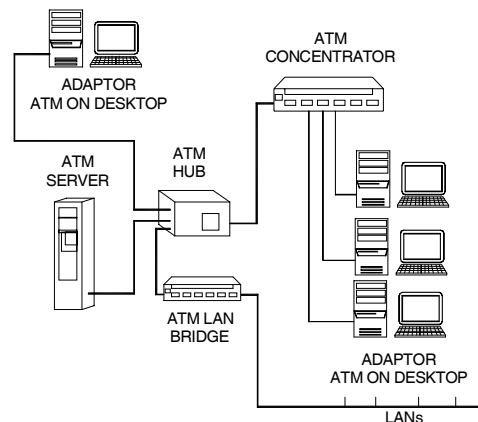 ATM
CONCENTRATOR
ADAPTOR
ATM ON DESKTOP
ATM
SERVER
ATM
HUB
ATM LAN
BRIDGE
ADAPTOR
ATM ON DESKTOP
LANs